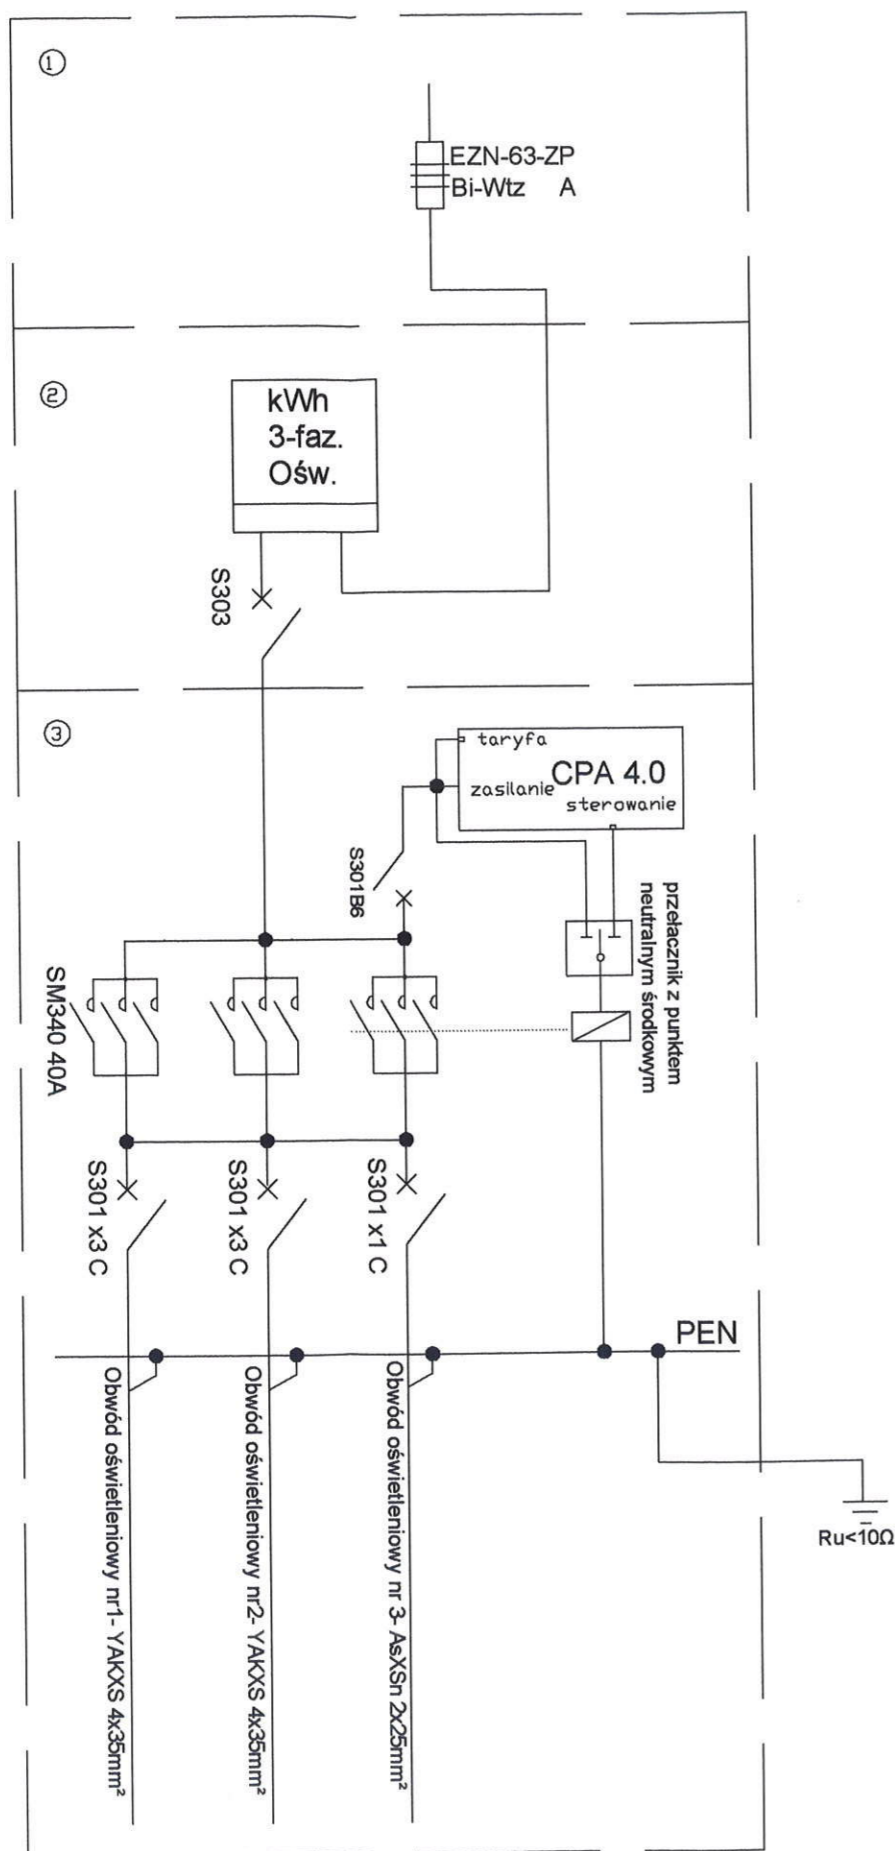 ①
EZN-63-ZP
Bi-Wtz A
②
kWh
3-faz.
Ośw.
S303
③
taryfa
CPA 4.0
zasilanie
sterowanie
S301B6
przełacznik z punktem
neutralnym środkowym
SM340 40A
S301 x3 C
S301 x3 C
S301 x1 C
PEN
Obwód oświetleniowy nr1- YAKXS 4x35mm²
Obwód oświetleniowy nr2- YAKXS 4x35mm²
Obwód oświetleniowy nr 3- AsXSn 2x25mm²
Ru<10Ω